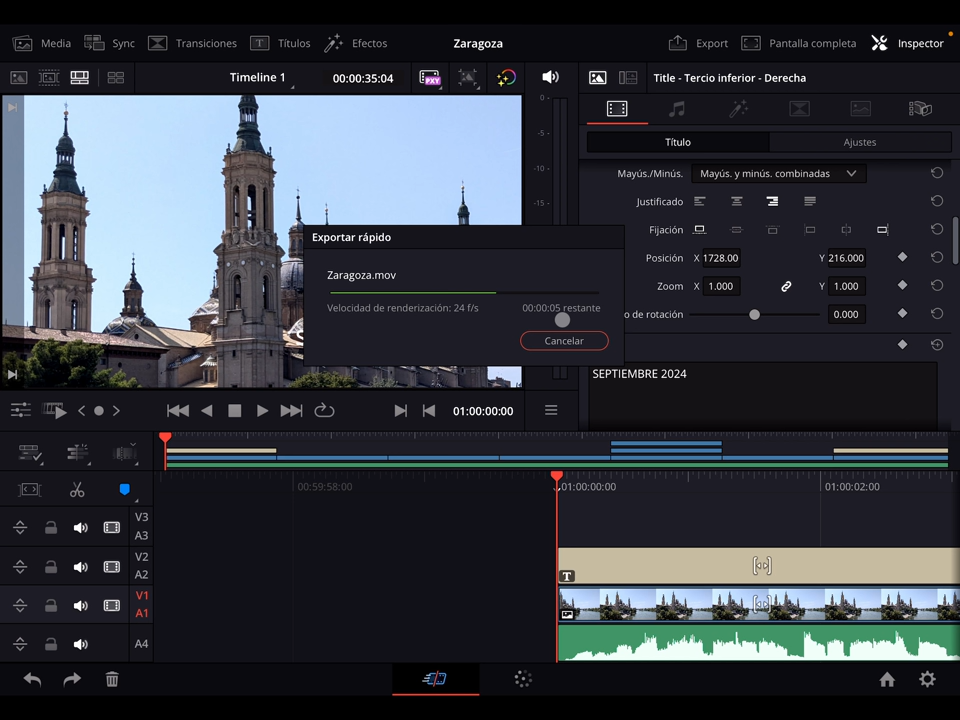 Media Sync Transiciones Títulos Efectos Zaragoza Export Pantalla completa Inspector
Timeline 1 00:00:35:04 PXY Title - Tercio inferior - Derecha
Título Ajustes
0 -
-5 -
-10 -
-15 -
Mayús./Minús. Mayús. y minús. combinadas
Justificado
Fijación
Posición X 1728.00 Y 216.000
Zoom X 1.000 Y 1.000
o de rotación 0.000
Exportar rápido
Zaragoza.mov
Velocidad de renderización: 24 f/s 00:00:05 restante
Cancelar
SEPTIEMBRE 2024
01:00:00:00
00:59:58:00 01:00:00:00 01:00:02:00
V3
A3
V2
A2
T
V1
A1
A4